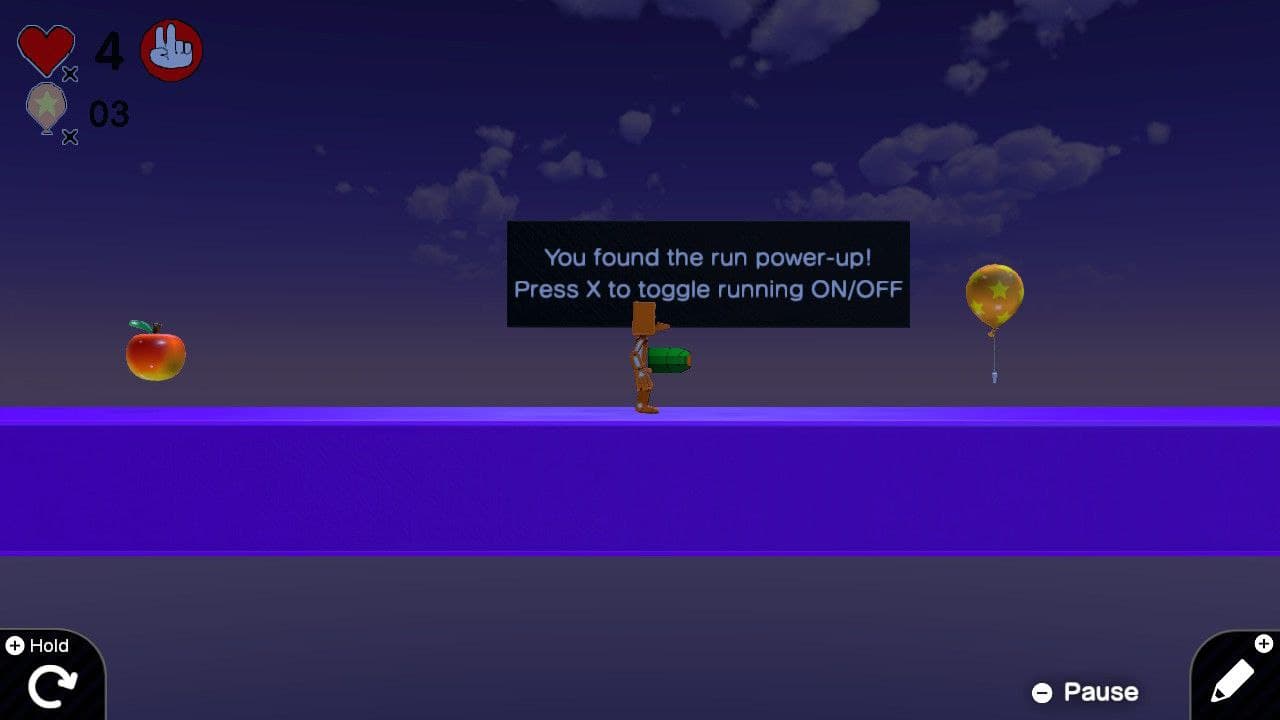 4
03
You found the run power-up!
Press X to toggle running ON/OFF
Hold
Pause